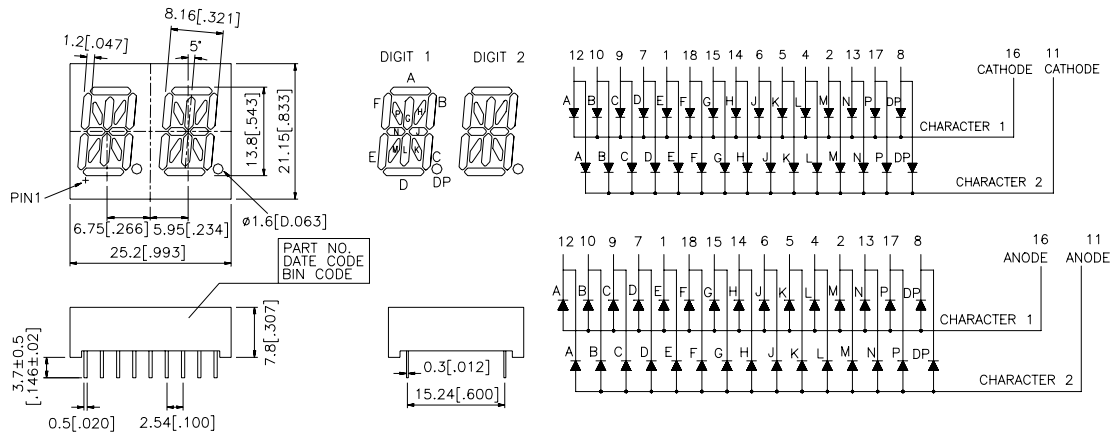 8.16[.321]
1.2[.047]
5°
13.8[.543]
21.15[.833]
PIN1
6.75[.266]
5.95[.234]
ø1.6[D.063]
25.2[.993]
PART NO.
DATE CODE
BIN CODE
3.7±0.5
[.146±.02]
7.8[.307]
0.5[.020]
2.54[.100]
0.3[.012]
15.24[.600]
DIGIT 1 DIGIT 2
A
F B
P G H
N J
M L K
E C
D DP
12 10 9 7 1 18 15 14 6 5 4 2 13 17 8 16 11
CATHODE CATHODE
A B C D E F G H J K L M N P DP
CHARACTER 1
A B C D E F G H J K L M N P DP
CHARACTER 2
12 10 9 7 1 18 15 14 6 5 4 2 13 17 8 16 11
ANODE ANODE
A B C D E F G H J K L M N P DP
CHARACTER 1
A B C D E F G H J K L M N P DP
CHARACTER 2